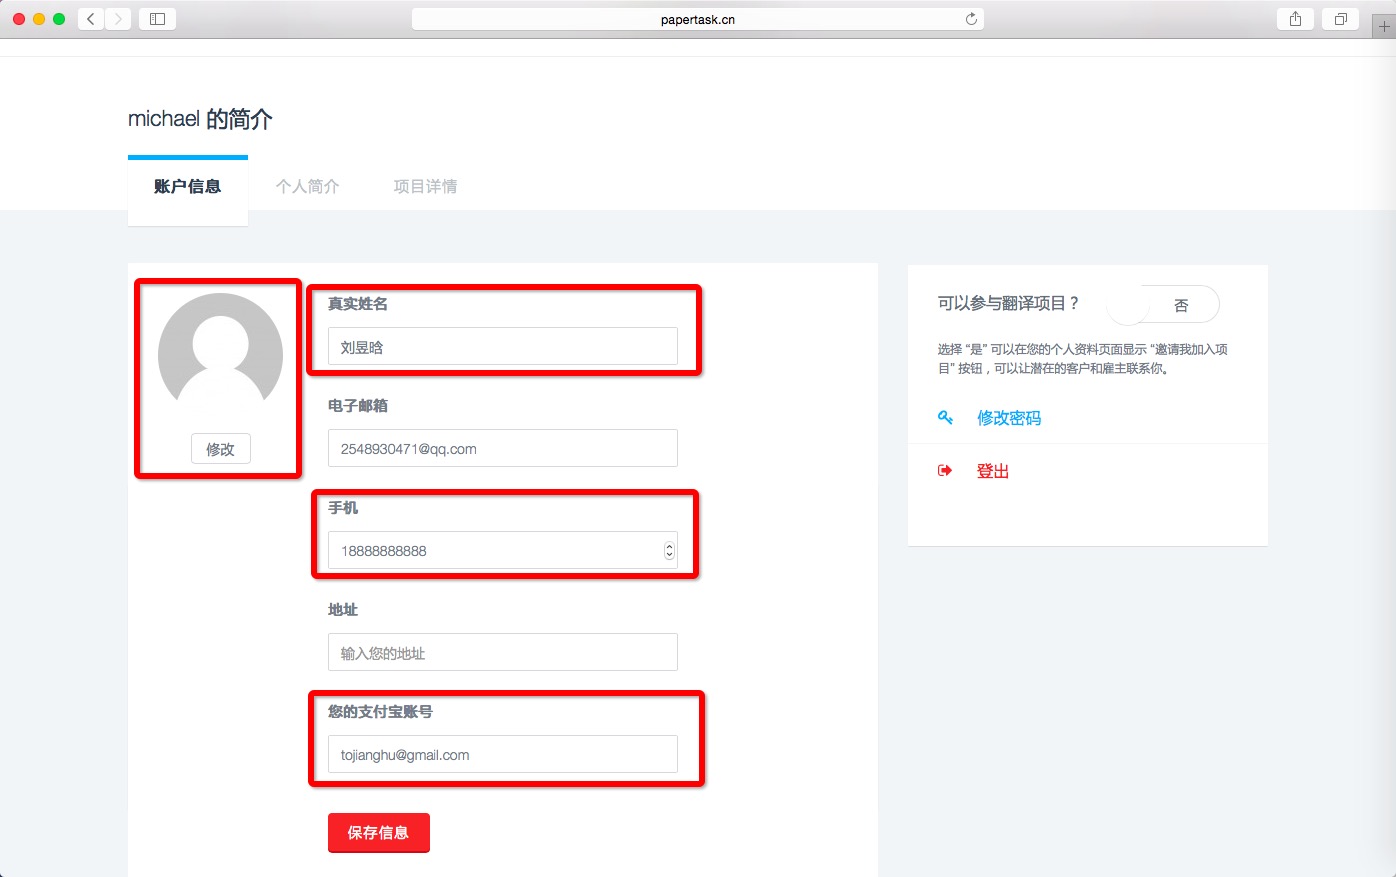 papertask.cn
michael 的简介
账户信息
个人简介
项目详情
修改
真实姓名
刘昱晗
电子邮箱
2548930471@qq.com
手机
18888888888
地址
输入您的地址
您的支付宝账号
tojianghu@gmail.com
保存信息
可以参与翻译项目？
否
选择 “是” 可以在您的个人资料页面显示 “邀请我加入项
目” 按钮，可以让潜在的客户和雇主联系你。
修改密码
登出